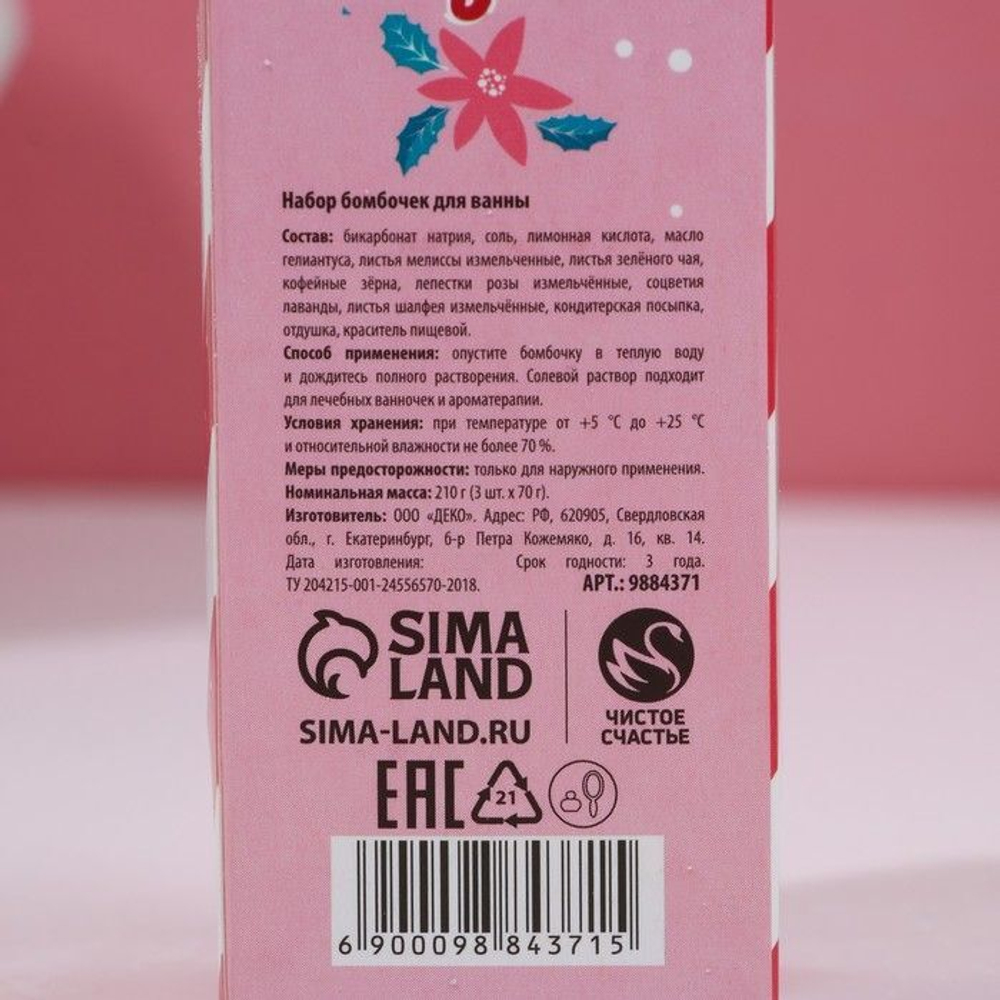 Набор бомбочек для ванны
Состав: бикарбонат натрия, соль, лимонная кислота, масло
гелиантуса, листья мелиссы измельченные, листья зелёного чая,
кофейные зёрна, лепестки розы измельчённые, соцветия
лаванды, листья шалфея измельчённые, кондитерская посыпка,
отдушка, краситель пищевой.
Способ применения: опустите бомбочку в теплую воду
и дождитесь полного растворения. Солевой раствор подходит
для лечебных ванночек и ароматерапии.
Условия хранения: при температуре от +5 °C до +25 °C
и относительной влажности не более 70 %.
Меры предосторожности: только для наружного применения.
Номинальная масса: 210 г (3 шт. х 70 г).
Изготовитель: ООО «ДЕКО». Адрес: РФ, 620905, Свердловская
обл., г. Екатеринбург, б-р Петра Кожемяко, д. 16, кв. 14.
Дата изготовления: Срок годности: 3 года.
ТУ 204215-001-24556570-2018. АРТ.: 9884371
SIMA
LAND
SIMA-LAND.RU
ЧИСТОЕ
СЧАСТЬЕ
EAC 21
6 900098 843715